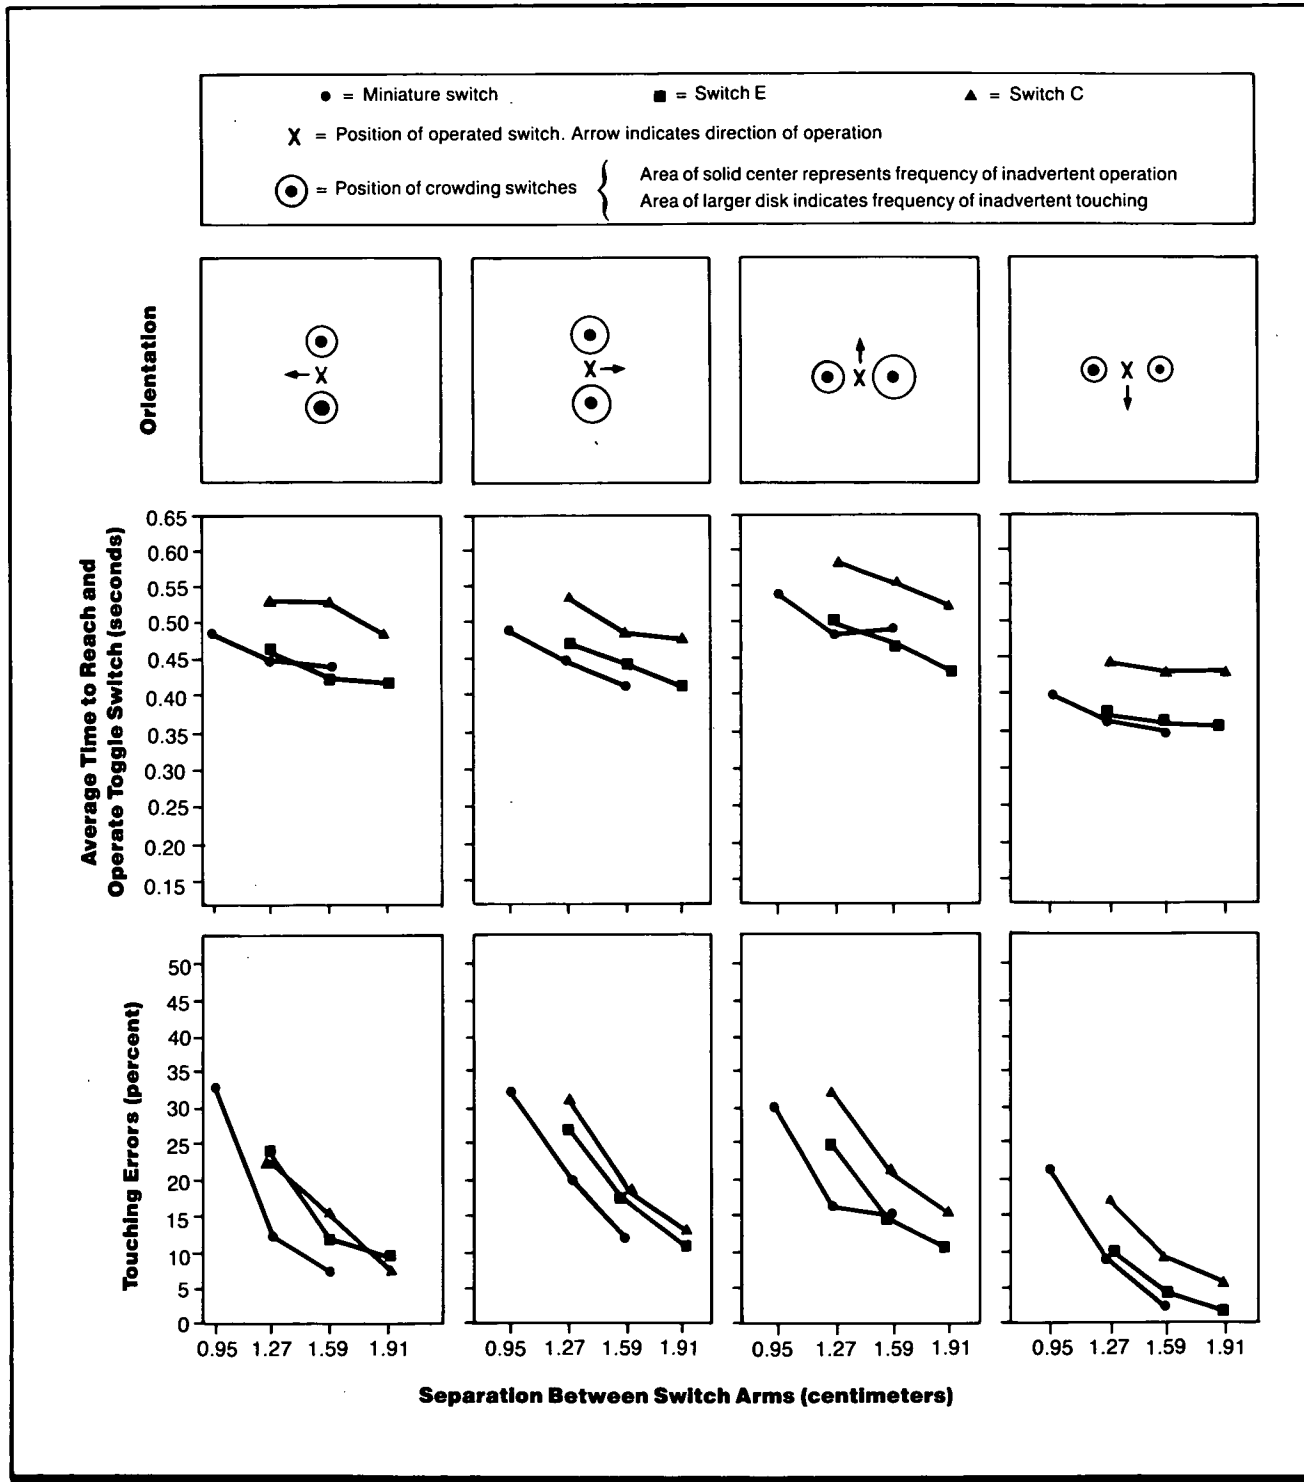 ● = Miniature switch ■ = Switch E ▲ = Switch C
X = Position of operated switch. Arrow indicates direction of operation
= Position of crowding switches { Area of solid center represents frequency of inadvertent operation
Area of larger disk indicates frequency of inadvertent touching
Orientation
X
X
X
X
Average Time to Reach and
Operate Toggle Switch (seconds)
0.65
0.60
0.55
0.50
0.45
0.40
0.35
0.30
0.25
0.20
0.15
Touching Errors (percent)
50
45
40
35
30
25
20
15
10
5
0
0.95 1.27 1.59 1.91
0.95 1.27 1.59 1.91
0.95 1.27 1.59 1.91
0.95 1.27 1.59 1.91
Separation Between Switch Arms (centimeters)